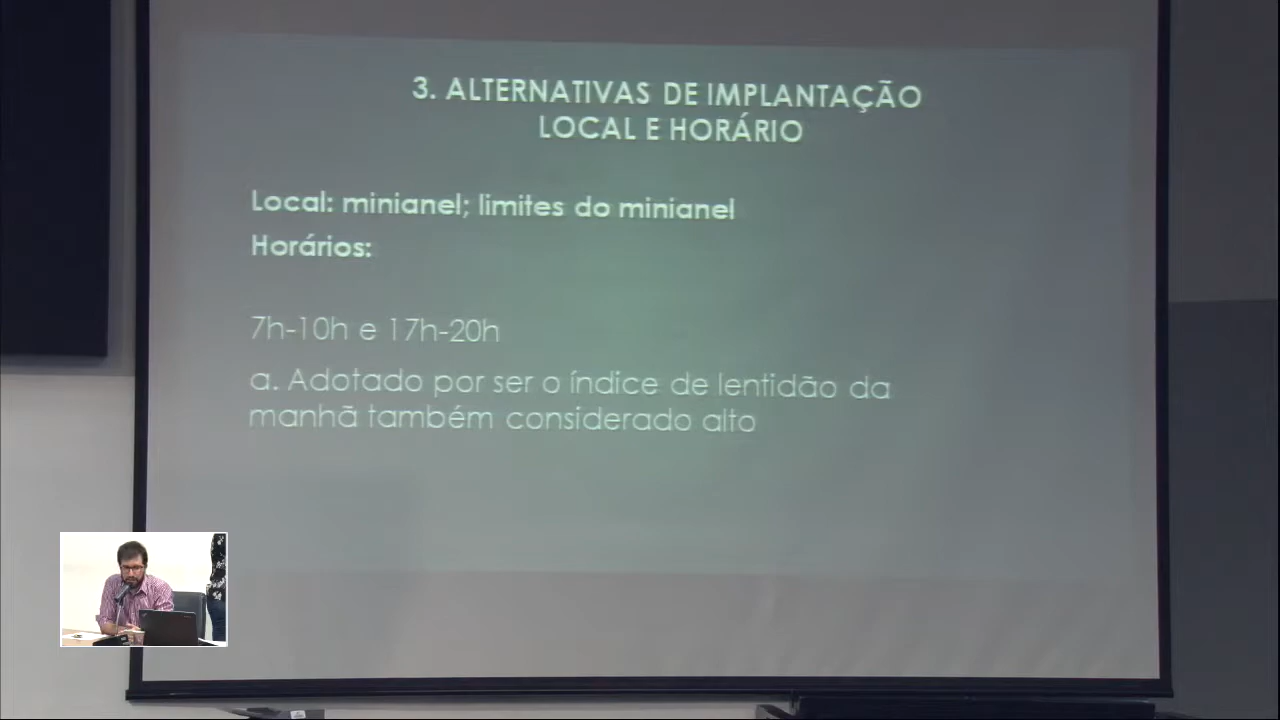 3. ALTERNATIVAS DE IMPLANTAÇÃO
LOCAL E HORÁRIO
Local: minianel; limites do minianel
Horários:
7h-10h e 17h-20h
a. Adotado por ser o índice de lentidão da
manhã também considerado alto